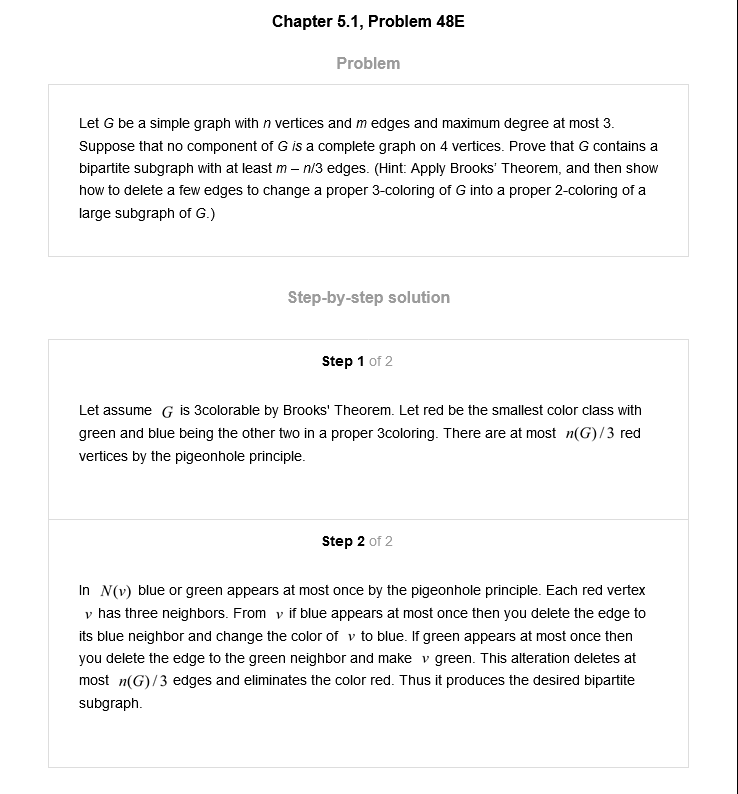 Chapter 5.1, Problem 48E
Problem
Let G be a simple graph with n vertices and m edges and maximum degree at most 3.
Suppose that no component of G is a complete graph on 4 vertices. Prove that G contains a
bipartite subgraph with at least m – n/3 edges. (Hint: Apply Brooks’ Theorem, and then show
how to delete a few edges to change a proper 3-coloring of G into a proper 2-coloring of a
large subgraph of G.)
Step-by-step solution
Step 1 of 2
Let assume G is 3colorable by Brooks' Theorem. Let red be the smallest color class with
green and blue being the other two in a proper 3coloring. There are at most n(G)/3 red
vertices by the pigeonhole principle.
Step 2 of 2
In N(v) blue or green appears at most once by the pigeonhole principle. Each red vertex
v has three neighbors. From v if blue appears at most once then you delete the edge to
its blue neighbor and change the color of v to blue. If green appears at most once then
you delete the edge to the green neighbor and make v green. This alteration deletes at
most n(G)/3 edges and eliminates the color red. Thus it produces the desired bipartite
subgraph.